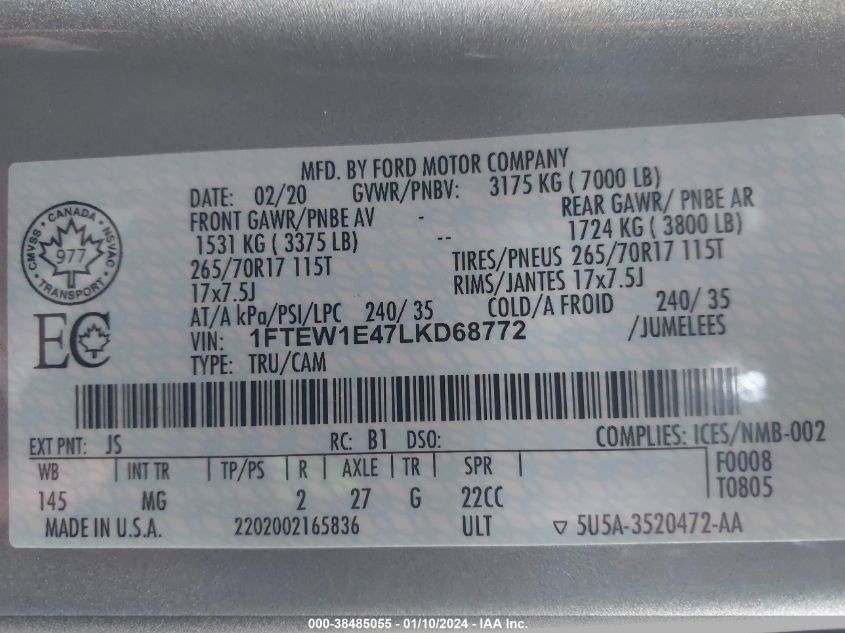 MFD. BY FORD MOTOR COMPANY
DATE: 02/20 GVWR/PNBV: 3175 KG ( 7000 LB)
FRONT GAWR/PNBE AV - REAR GAWR/ PNBE AR
1531 KG ( 3375 LB) -- 1724 KG ( 3800 LB)
265/70R17 115T TIRES/PNEUS 265/70R17 115T
17x7.5J RIMS/JANTES 17x7.5J
AT/A kPa/PSI/LPC 240/ 35 COLD/A FROID 240/ 35
VIN: 1FTEW1E47LKD68772 /JUMELEES
TYPE: TRU/CAM
CANADA
CMVSS NSVAC
977
TRANSPORT
EC
EXT PNT: JS RC: B1 DSO: COMPLIES: ICES/NMB-002
WB INT TR TP/PS R AXLE TR SPR F0008
145 MG 2 27 G 22CC T0805
MADE IN U.S.A. 2202002165836 ULT ▽ 5U5A-3520472-AA
000-38485055 - 01/10/2024 - IAA Inc.